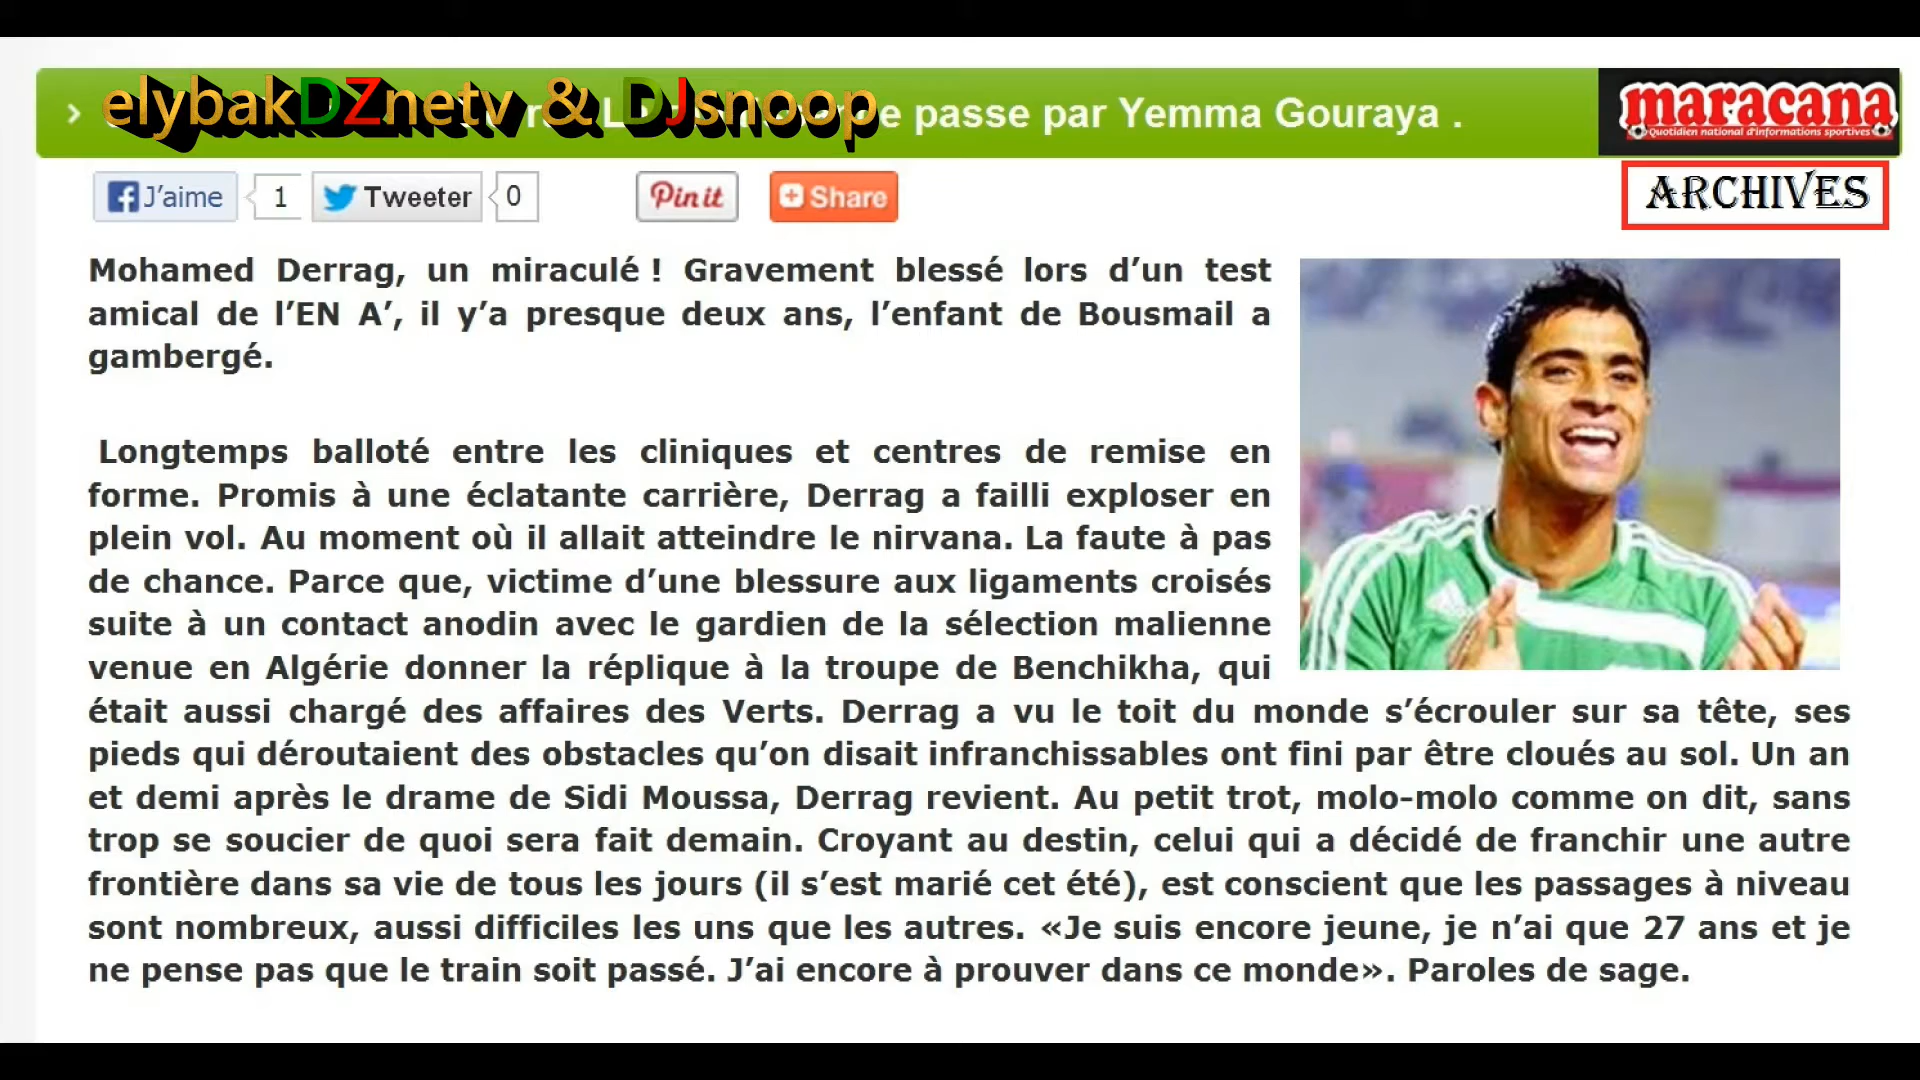 elybakDZnetv & DJsnoop
passe par Yemma Gouraya .
maracana
Quotidien national d'informations sportives
J’aime 1 Tweeter 0 Pin it Share
ARCHIVES
Mohamed Derrag, un miraculé ! Gravement blessé lors d’un test
amical de l’EN A’, il y’a presque deux ans, l’enfant de Bousmail a
gambergé.
Longtemps balloté entre les cliniques et centres de remise en
forme. Promis à une éclatante carrière, Derrag a failli exploser en
plein vol. Au moment où il allait atteindre le nirvana. La faute à pas
de chance. Parce que, victime d’une blessure aux ligaments croisés
suite à un contact anodin avec le gardien de la sélection malienne
venue en Algérie donner la réplique à la troupe de Benchikha, qui
était aussi chargé des affaires des Verts. Derrag a vu le toit du monde s’écrouler sur sa tête, ses
pieds qui déroutaient des obstacles qu’on disait infranchissables ont fini par être cloués au sol. Un an
et demi après le drame de Sidi Moussa, Derrag revient. Au petit trot, molo-molo comme on dit, sans
trop se soucier de quoi sera fait demain. Croyant au destin, celui qui a décidé de franchir une autre
frontière dans sa vie de tous les jours (il s’est marié cet été), est conscient que les passages à niveau
sont nombreux, aussi difficiles les uns que les autres. «Je suis encore jeune, je n’ai que 27 ans et je
ne pense pas que le train soit passé. J’ai encore à prouver dans ce monde». Paroles de sage.